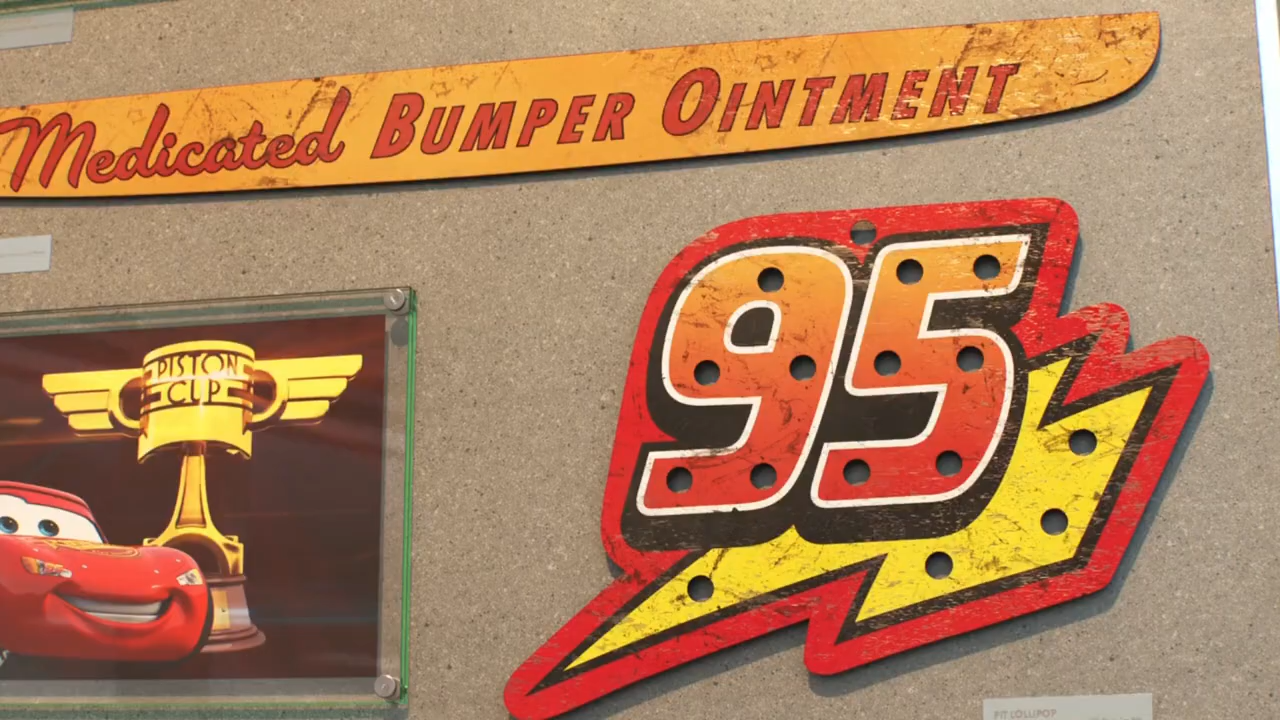 Medicated BUMPER OINTMENT
95
PISTON
CUP
PIT LOLLIPOP